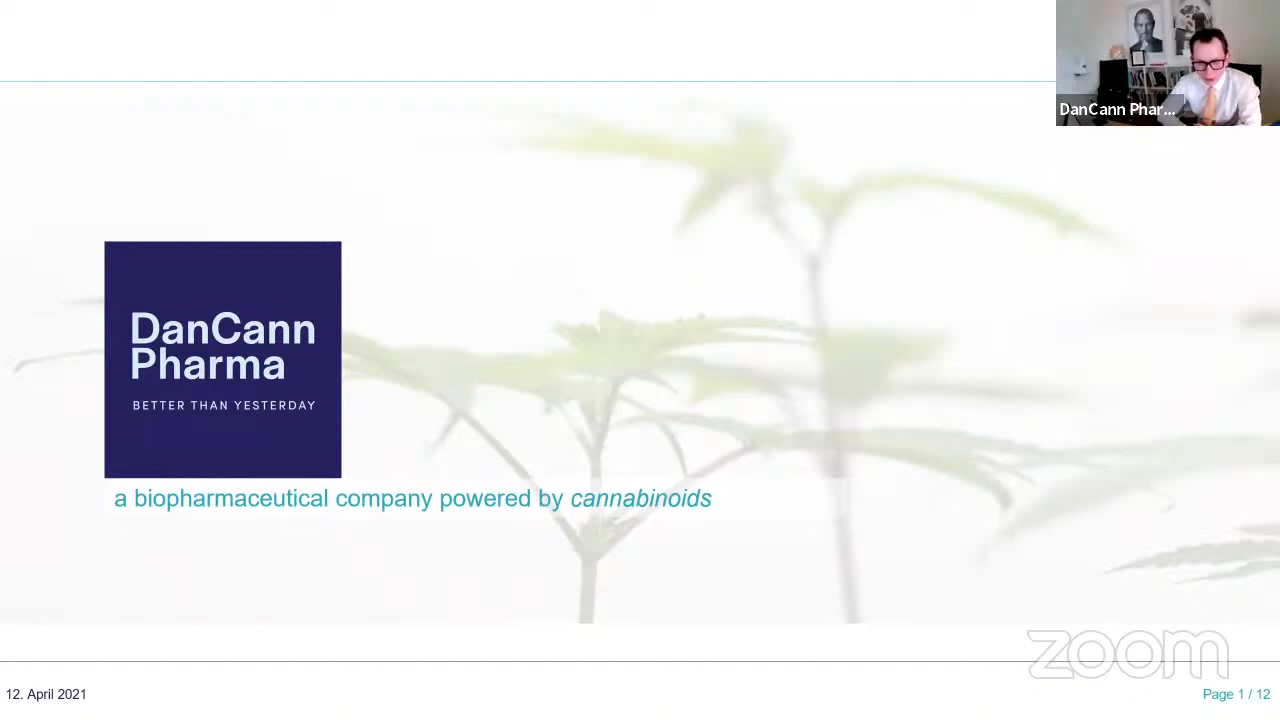 DanCann Phar...
DanCann
Pharma
BETTER THAN YESTERDAY
a biopharmaceutical company powered by cannabinoids
zoom
12. April 2021
Page 1 / 12